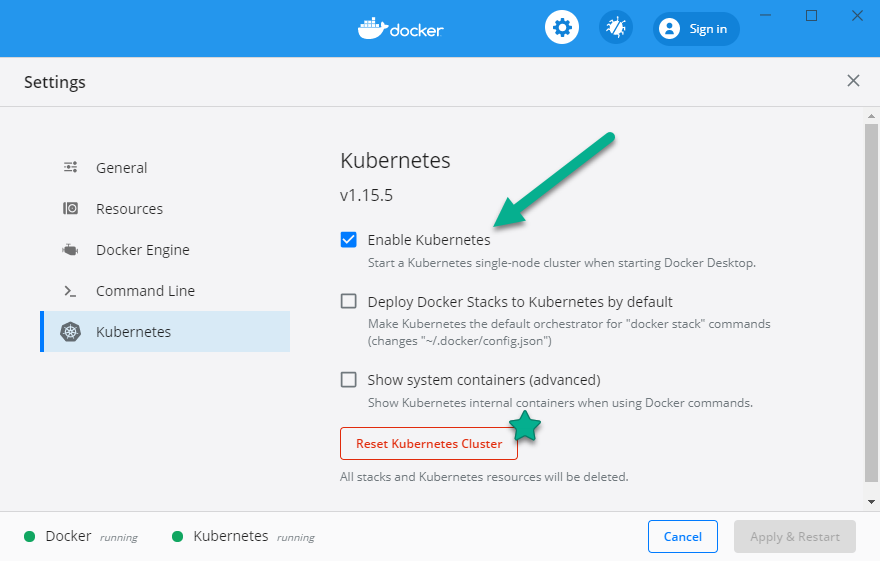 docker
Sign in
Settings
General
Resources
Docker Engine
Command Line
Kubernetes
Kubernetes
v1.15.5
Enable Kubernetes
Start a Kubernetes single-node cluster when starting Docker Desktop.
Deploy Docker Stacks to Kubernetes by default
Make Kubernetes the default orchestrator for "docker stack" commands
(changes "~/.docker/config.json")
Show system containers (advanced)
Show Kubernetes internal containers when using Docker commands.
Reset Kubernetes Cluster
All stacks and Kubernetes resources will be deleted.
Docker running
Kubernetes running
Cancel
Apply & Restart